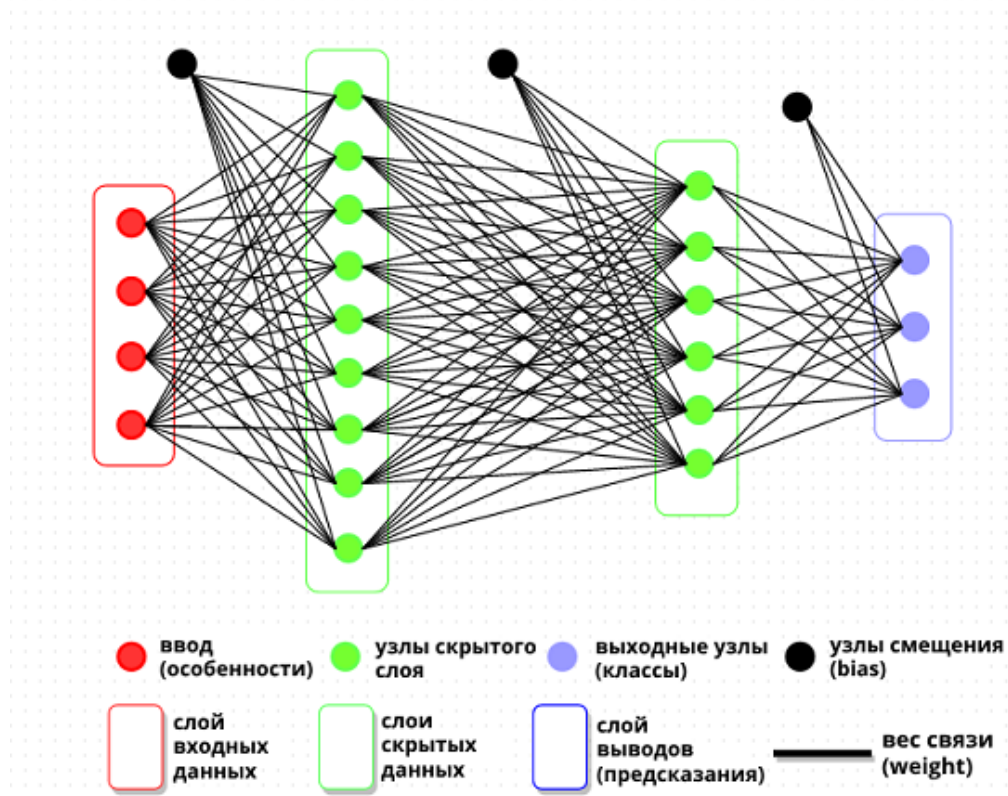 ввод
(особенности)
узлы скрытого
слоя
выходные узлы
(классы)
узлы смещения
(bias)
слой
входных
данных
слои
скрытых
данных
слой
выводов
(предсказания)
вес связи
(weight)